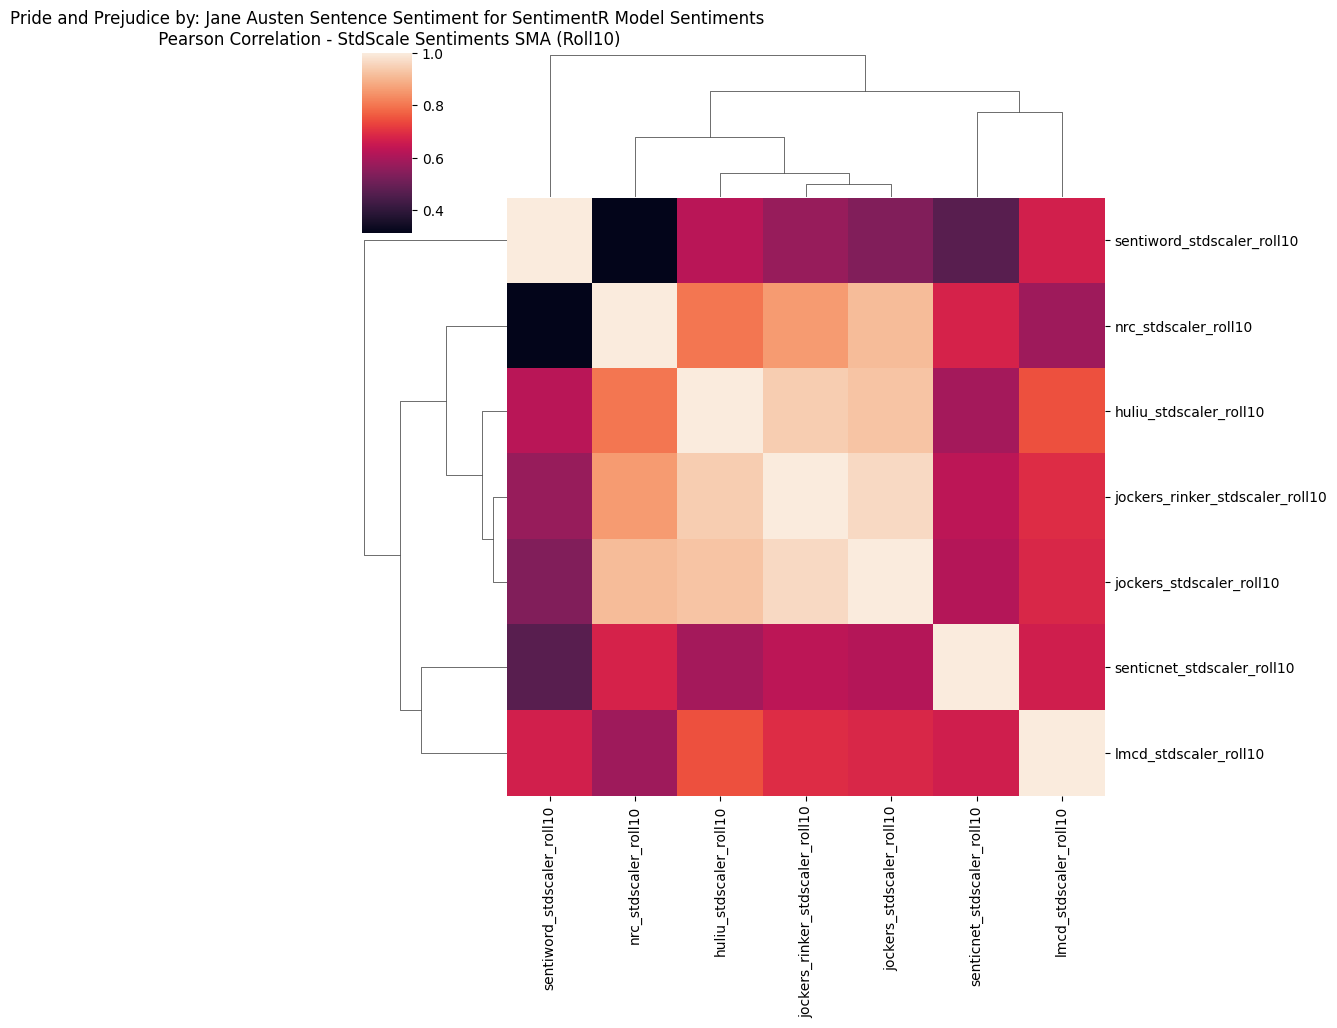 Pride and Prejudice by: Jane Austen Sentence Sentiment for SentimentR Model Sentiments
Pearson Correlation - StdScale Sentiments SMA (Roll10)
1.0
0.8
0.6
0.4
sentiword_stdscaler_roll10
nrc_stdscaler_roll10
huliu_stdscaler_roll10
jockers_rinker_stdscaler_roll10
jockers_stdscaler_roll10
senticnet_stdscaler_roll10
lmcd_stdscaler_roll10
sentiword_stdscaler_roll10
nrc_stdscaler_roll10
huliu_stdscaler_roll10
jockers_rinker_stdscaler_roll10
jockers_stdscaler_roll10
senticnet_stdscaler_roll10
lmcd_stdscaler_roll10